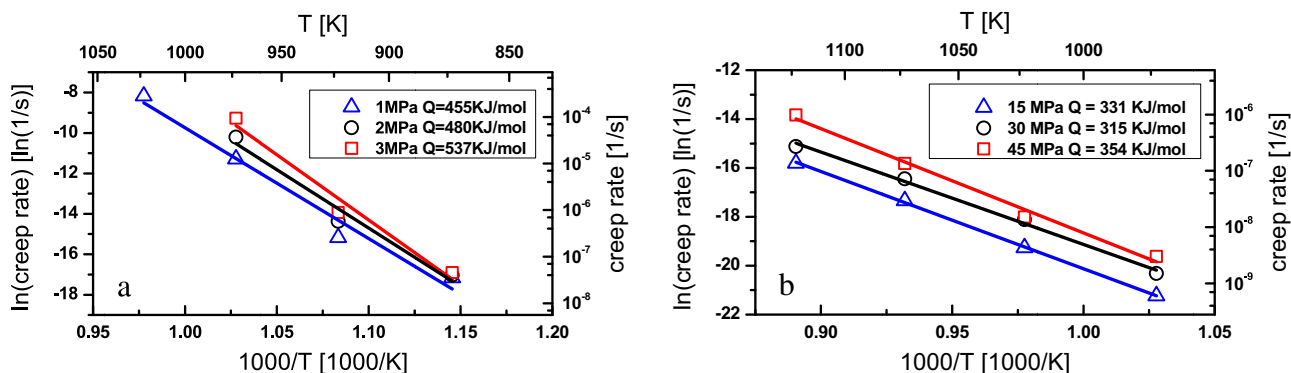 T [K]
1050 1000 950 900 850
ln(creep rate) [ln(1/s)]
-8
-10
-12
-14
-16
-18
1MPa Q=455KJ/mol
2MPa Q=480KJ/mol
3MPa Q=537KJ/mol
10⁻⁴
10⁻⁵
10⁻⁶
10⁻⁷
10⁻⁸
creep rate [1/s]
a
0.95 1.00 1.05 1.10 1.15 1.20
1000/T [1000/K]
T [K]
1100 1050 1000
ln(creep rate) [ln(1/s)]
-12
-14
-16
-18
-20
-22
15 MPa Q = 331 KJ/mol
30 MPa Q = 315 KJ/mol
45 MPa Q = 354 KJ/mol
10⁻⁶
10⁻⁷
10⁻⁸
10⁻⁹
creep rate [1/s]
b
0.90 0.95 1.00 1.05
1000/T [1000/K]